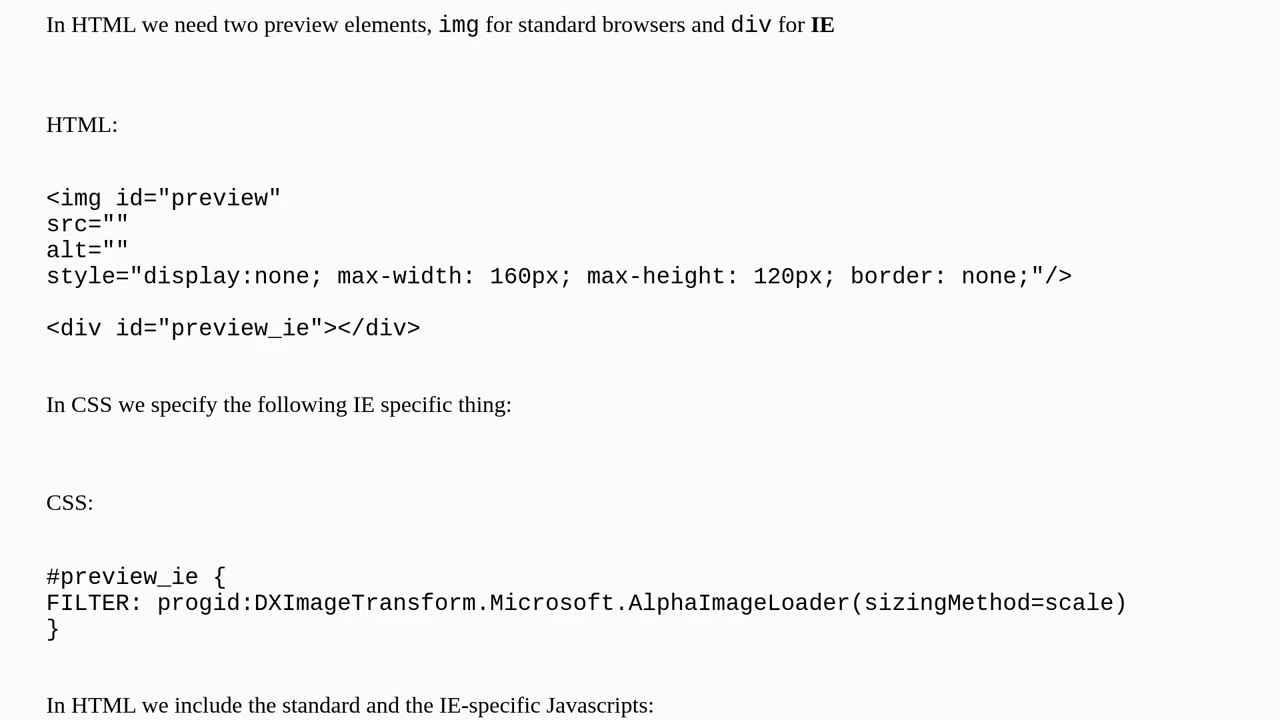 In HTML we need two preview elements, img for standard browsers and div for IE
HTML:
<img id="preview"
src=""
alt=""
style="display:none; max-width: 160px; max-height: 120px; border: none;"/>
<div id="preview_ie"></div>
In CSS we specify the following IE specific thing:
CSS:
#preview_ie {
FILTER: progid:DXImageTransform.Microsoft.AlphaImageLoader(sizingMethod=scale)
}
In HTML we include the standard and the IE-specific Javascripts: